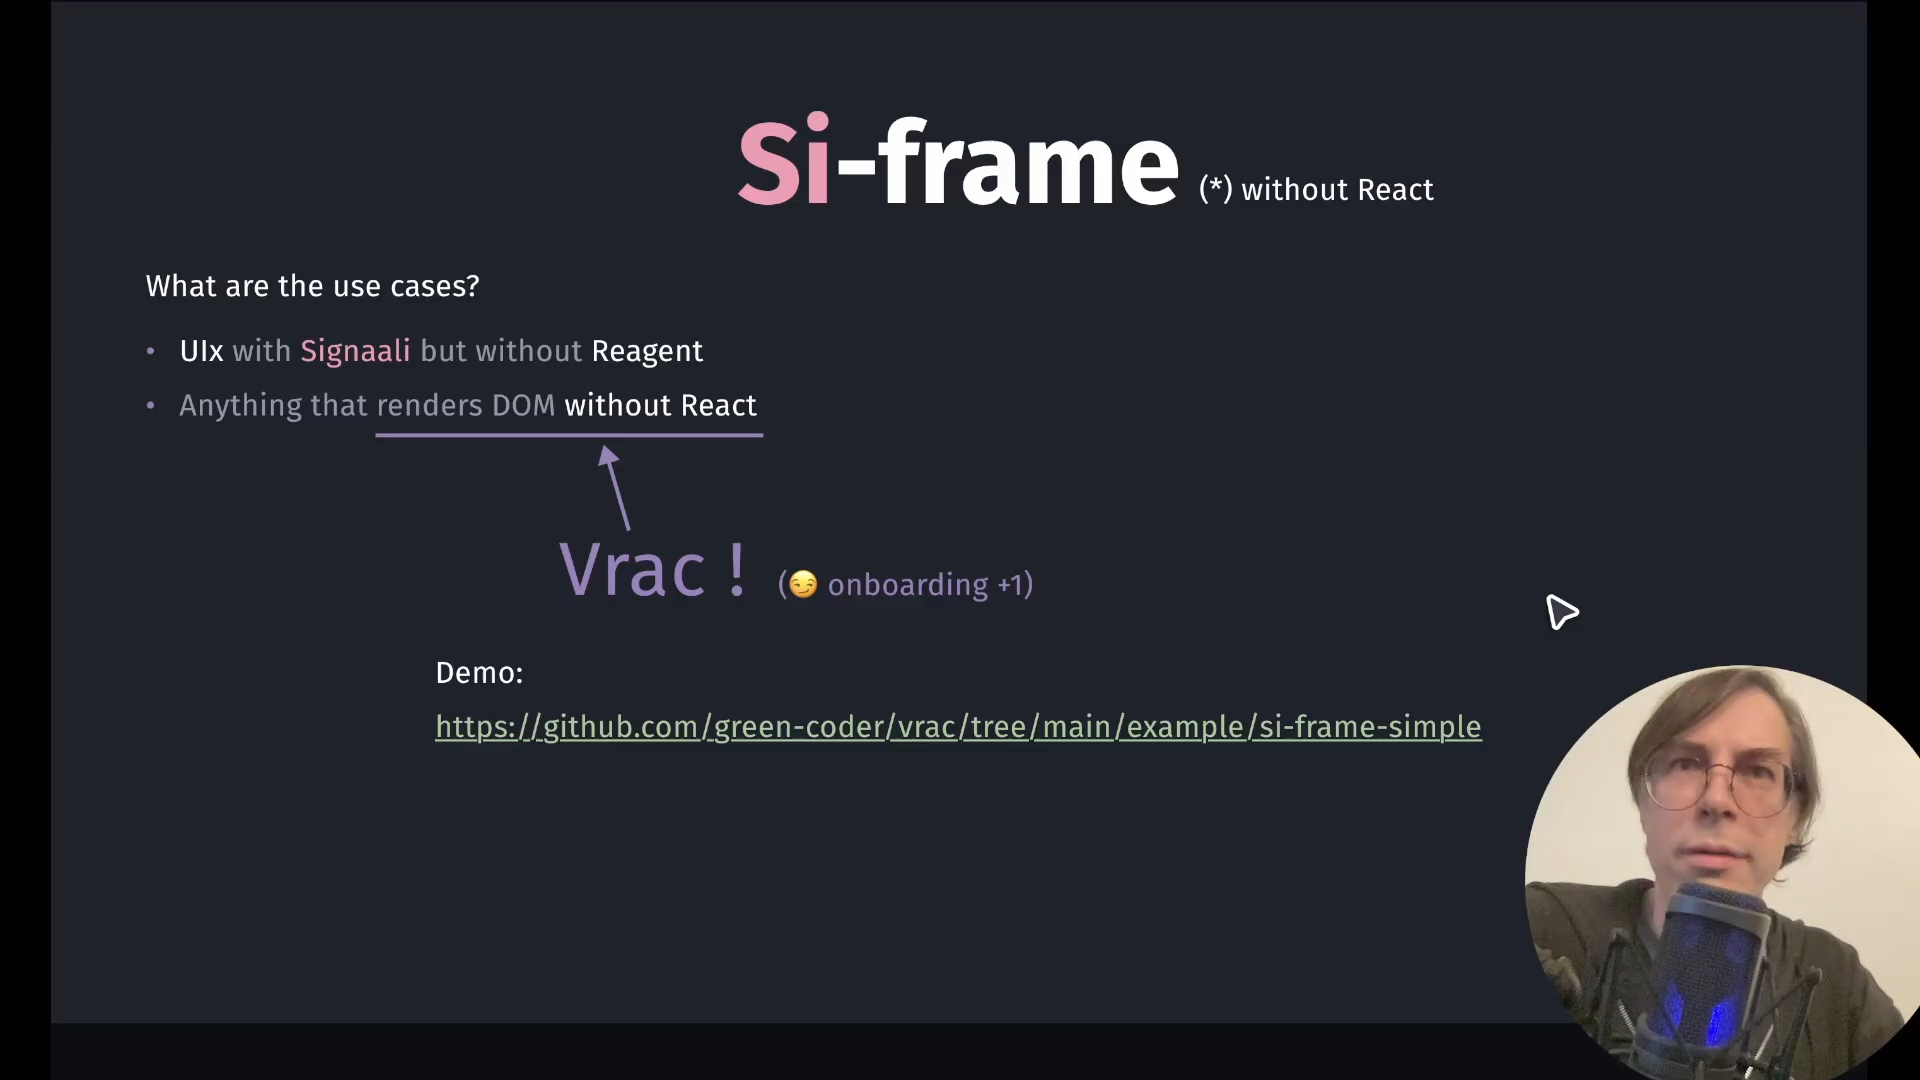 Si-frame (*) without React
What are the use cases?
• UIx with Signaali but without Reagent
• Anything that renders DOM without React
Vrac ! (😏 onboarding +1)
Demo:
https://github.com/green-coder/vrac/tree/main/example/si-frame-simple